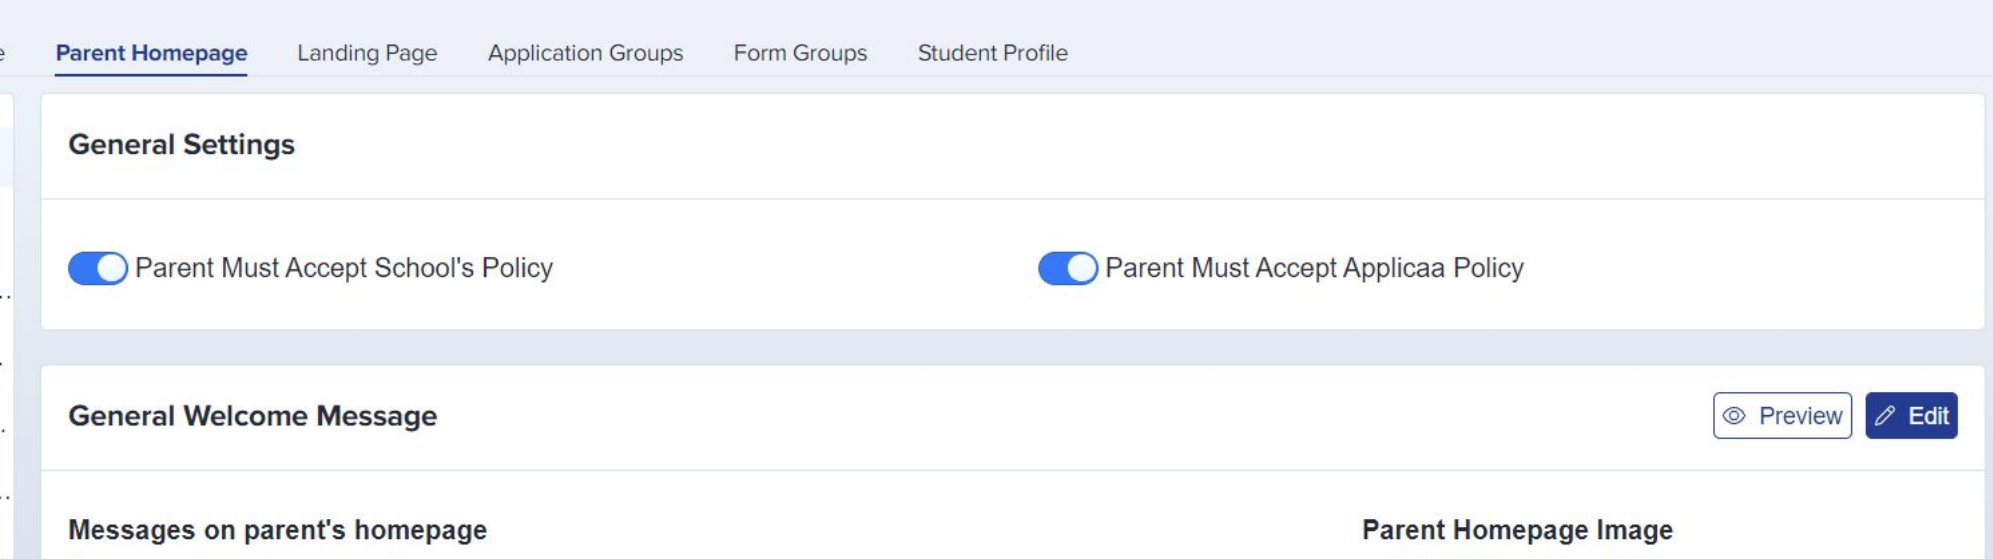 Parent Homepage Landing Page Application Groups Form Groups Student Profile
General Settings
Parent Must Accept School's Policy Parent Must Accept Applicaa Policy
General Welcome Message Preview Edit
Messages on parent's homepage Parent Homepage Image